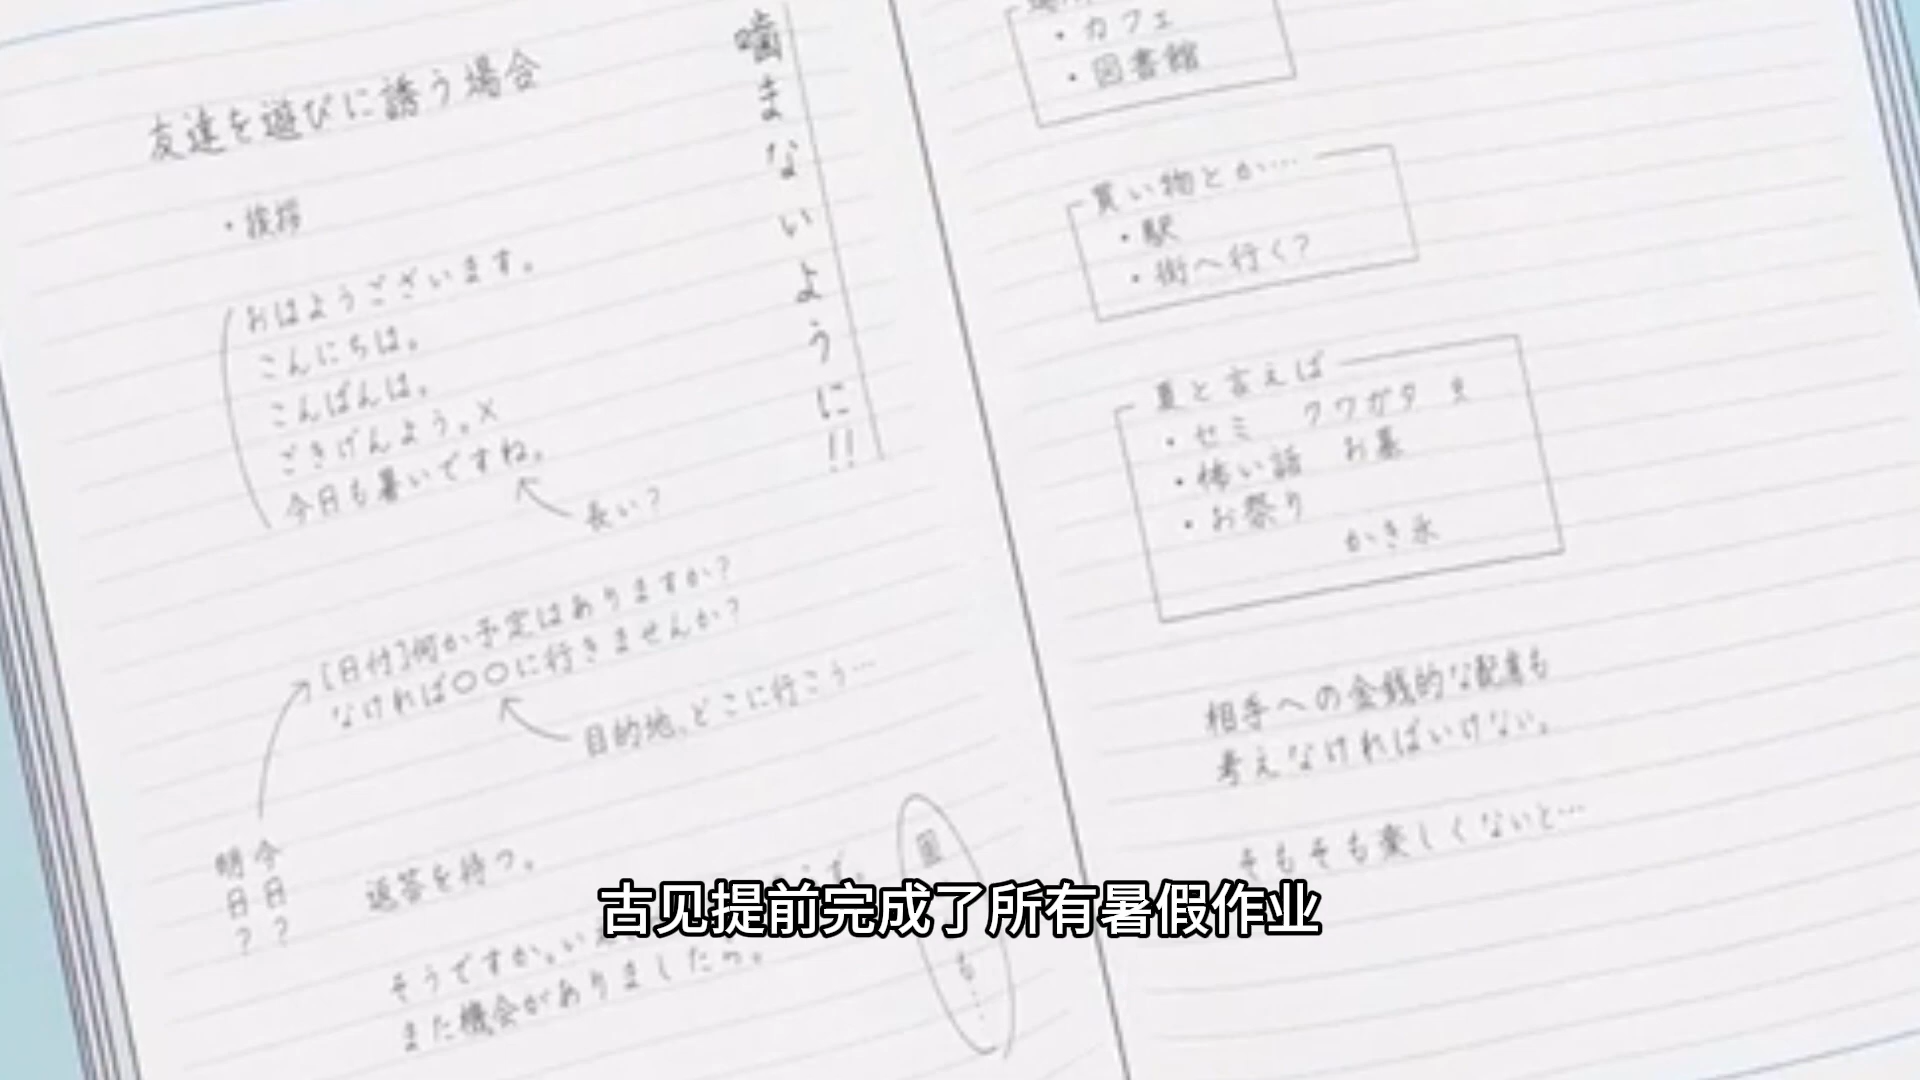 友達を遊びに誘う場合
・挨拶
おはようございます。
こんにちは。
こんばんは。
ごきげんよう。×
今日も暑いですね。
長い?
噛まないように!!
[日付]何か予定はありますか?
なければ〇〇に行きませんか?
目的地、どこに行こう…
明日?
今日?
返答を待つ。
そうですか。
また機会がありましたら。
も…
・カフェ
・図書館
買い物とか…
・駅
・街へ行く?
夏と言えば
・セミ クワガタ 虫
・怖い話 お墓
・お祭り
かき氷
相手への金銭的な配慮も
考えなければいけない。
そもそも楽しくないと…
古见提前完成了所有暑假作业